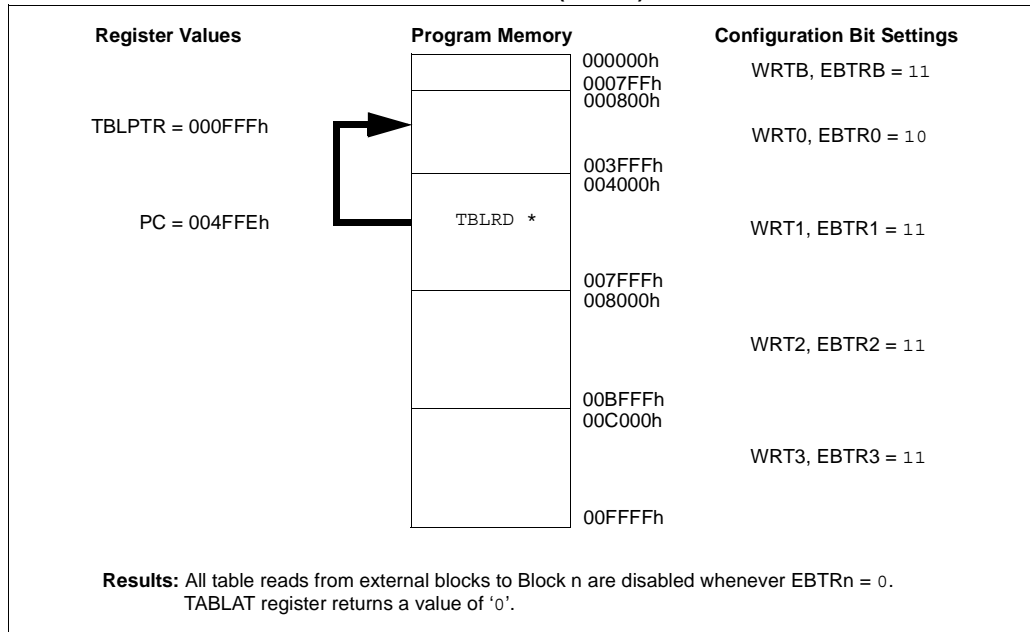 Register Values Program Memory Configuration Bit Settings
000000h
WRTB, EBTRB = 11
0007FFh
000800h
TBLPTR = 000FFFh
WRT0, EBTR0 = 10
003FFFh
004000h
PC = 004FFEh
TBLRD *
WRT1, EBTR1 = 11
007FFFh
008000h
WRT2, EBTR2 = 11
00BFFFh
00C000h
WRT3, EBTR3 = 11
00FFFFh
Results: All table reads from external blocks to Block n are disabled whenever EBTRn = 0.
TABLAT register returns a value of ‘0’.